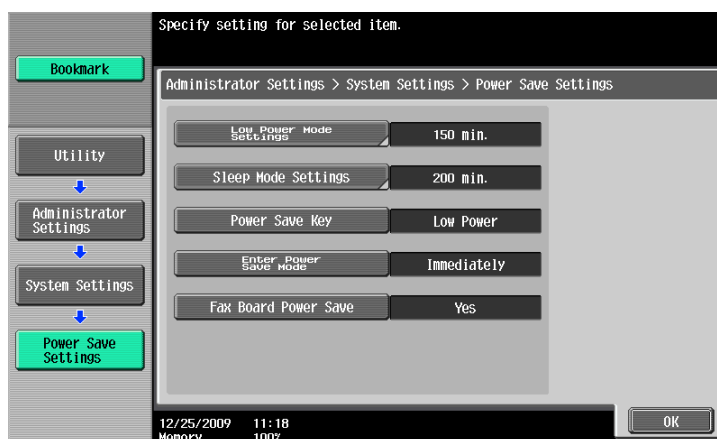 Specify setting for selected item.
Bookmark
Administrator Settings > System Settings > Power Save Settings
Utility
Administrator
Settings
System Settings
Power Save
Settings
Low Power Mode
Settings
150 min.
Sleep Mode Settings
200 min.
Power Save Key
Low Power
Enter Power
Save Mode
Immediately
Fax Board Power Save
Yes
12/25/2009 11:18
Memory 100%
OK